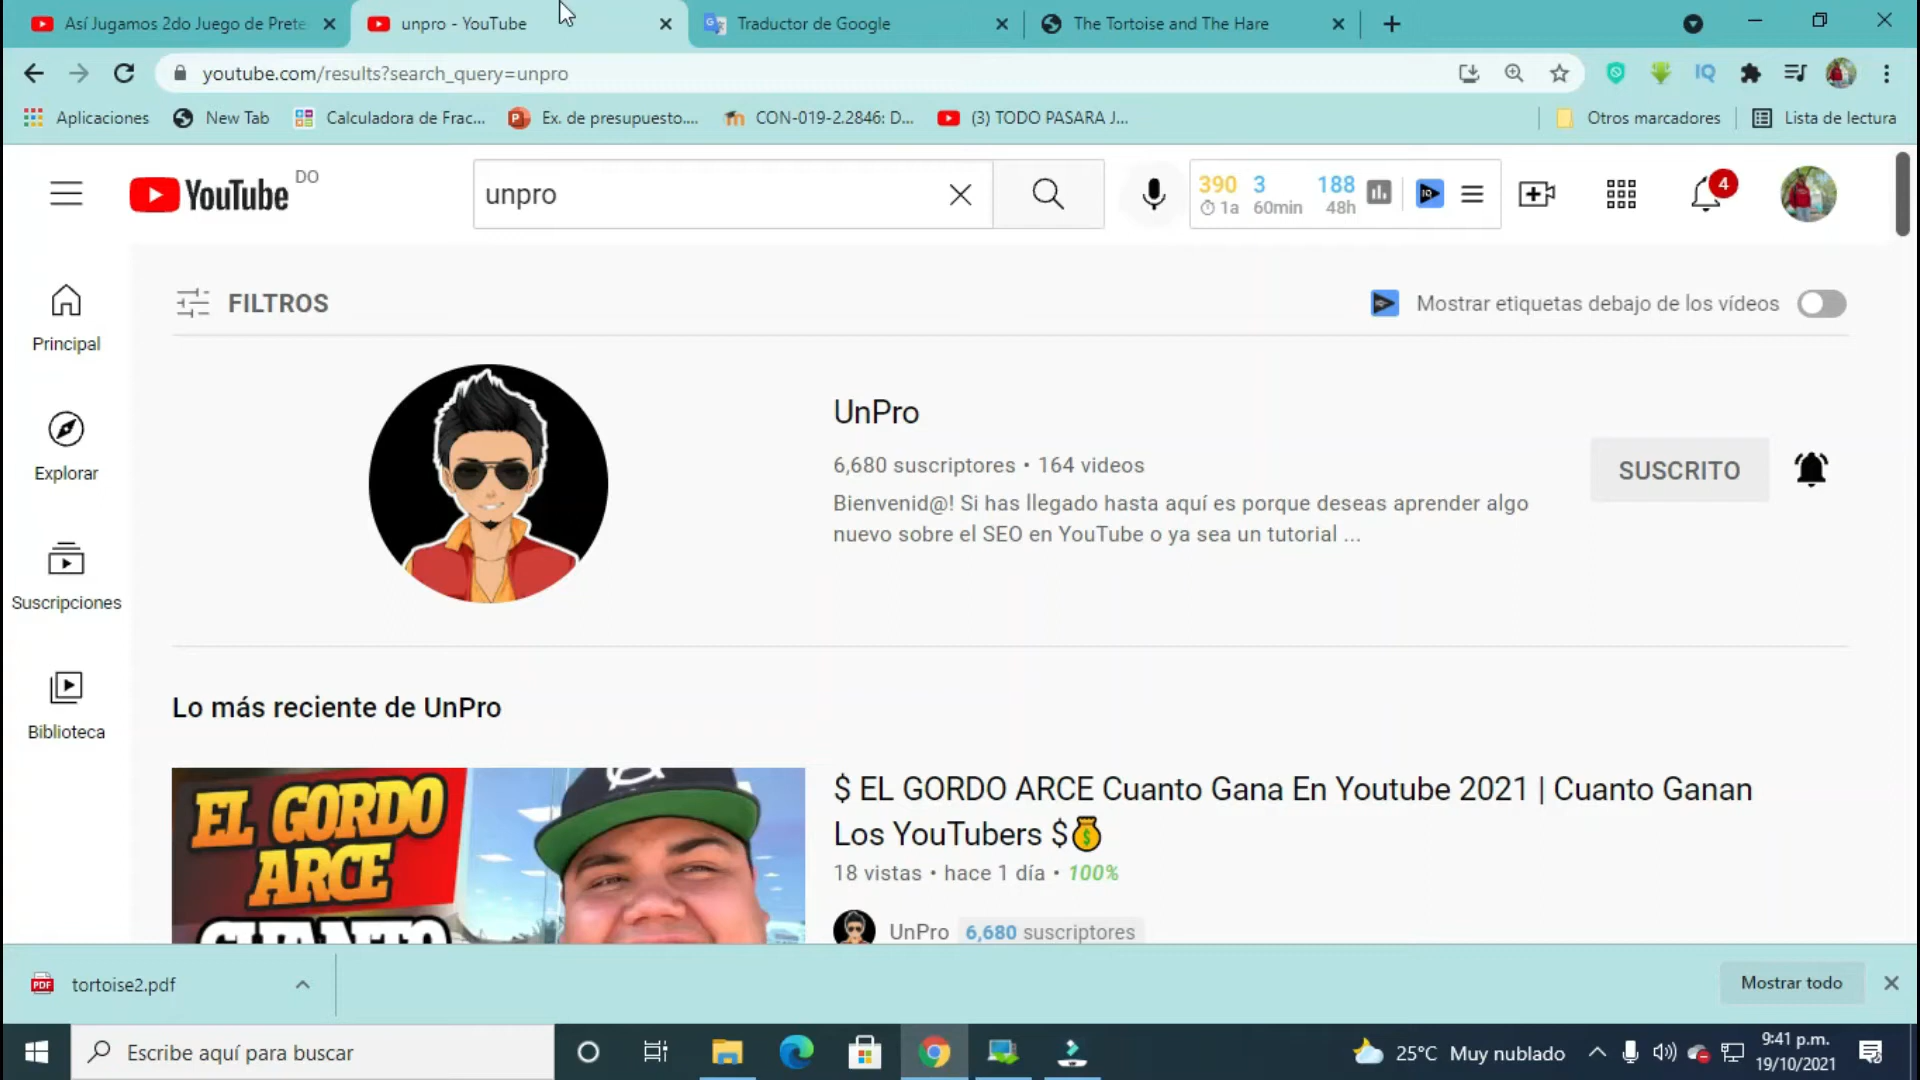 Así Jugamos 2do Juego de Prete
unpro - YouTube
Traductor de Google
The Tortoise and The Hare
youtube.com/results?search_query=unpro
IQ
Aplicaciones
New Tab
Calculadora de Frac...
Ex. de presupuesto....
CON-019-2.2846: D...
(3) TODO PASARA J...
Otros marcadores
Lista de lectura
YouTube DO
unpro
390 3 188
1a 60min 48h
4
FILTROS
Mostrar etiquetas debajo de los vídeos
Principal
Explorar
Suscripciones
Biblioteca
UnPro
6,680 suscriptores • 164 videos
Bienvenid@! Si has llegado hasta aquí es porque deseas aprender algo
nuevo sobre el SEO en YouTube o ya sea un tutorial ...
SUSCRITO
Lo más reciente de UnPro
EL GORDO
ARCE
CUANTO
$ EL GORDO ARCE Cuanto Gana En Youtube 2021 | Cuanto Ganan
Los YouTubers $💰
18 vistas • hace 1 día • 100%
UnPro 6,680 suscriptores
PDF tortoise2.pdf
Mostrar todo
Escribe aquí para buscar
25°C Muy nublado
9:41 p.m.
19/10/2021